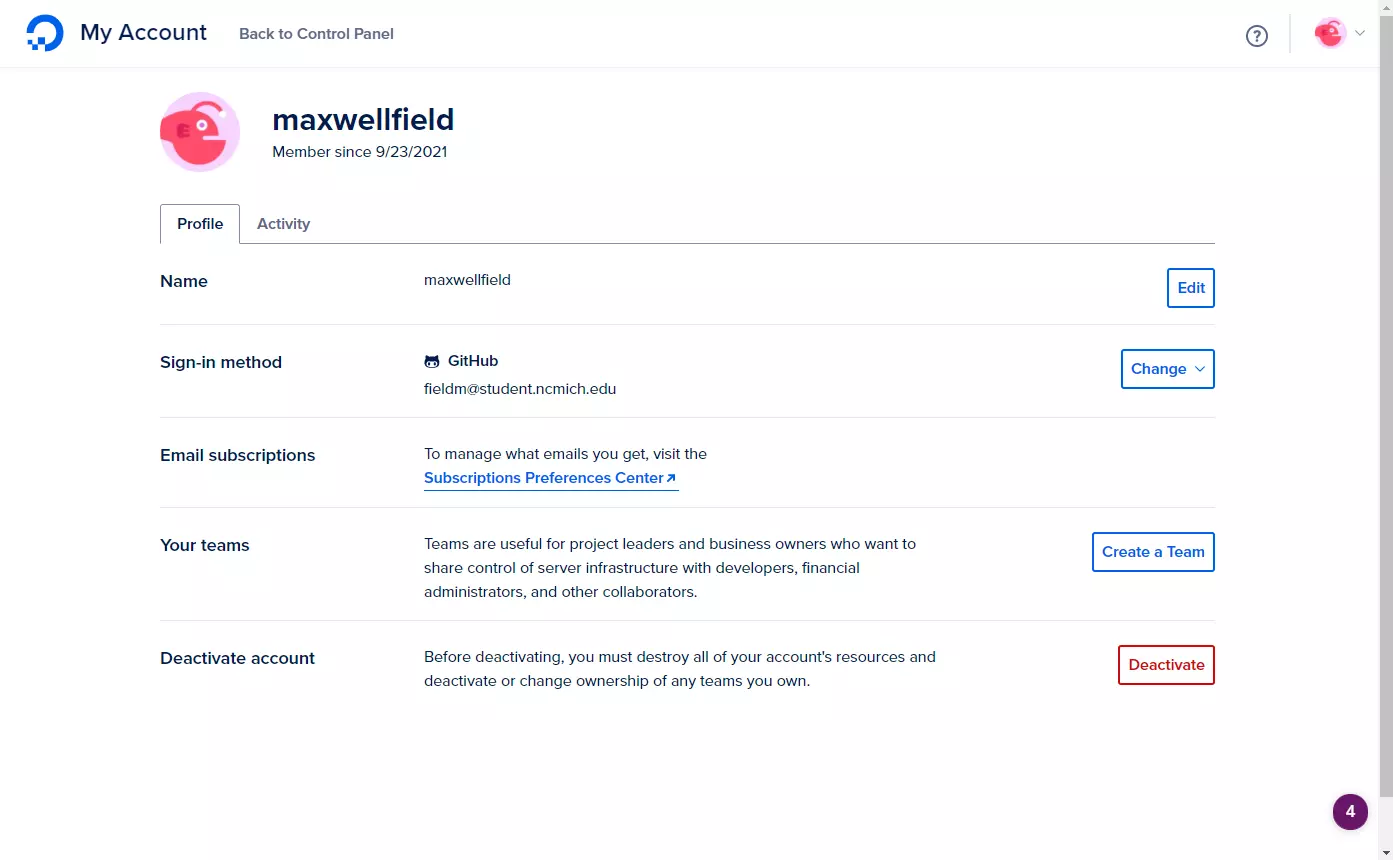 My Account
Back to Control Panel
maxwellfield
Member since 9/23/2021
Profile
Activity
Name
maxwellfield
Edit
Sign-in method
GitHub
fieldm@student.ncmich.edu
Change
Email subscriptions
To manage what emails you get, visit the
Subscriptions Preferences Center
Your teams
Teams are useful for project leaders and business owners who want to
share control of server infrastructure with developers, financial
administrators, and other collaborators.
Create a Team
Deactivate account
Before deactivating, you must destroy all of your account's resources and
deactivate or change ownership of any teams you own.
Deactivate
4